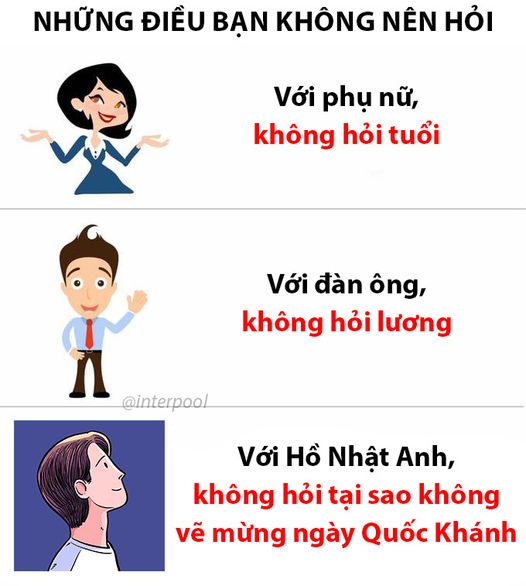 NHỮNG ĐIỀU BẠN KHÔNG NÊN HỎI
Với phụ nữ,
không hỏi tuổi
Với đàn ông,
không hỏi lương
@interpool
Với Hồ Nhật Anh,
không hỏi tại sao không
vẽ mừng ngày Quốc Khánh